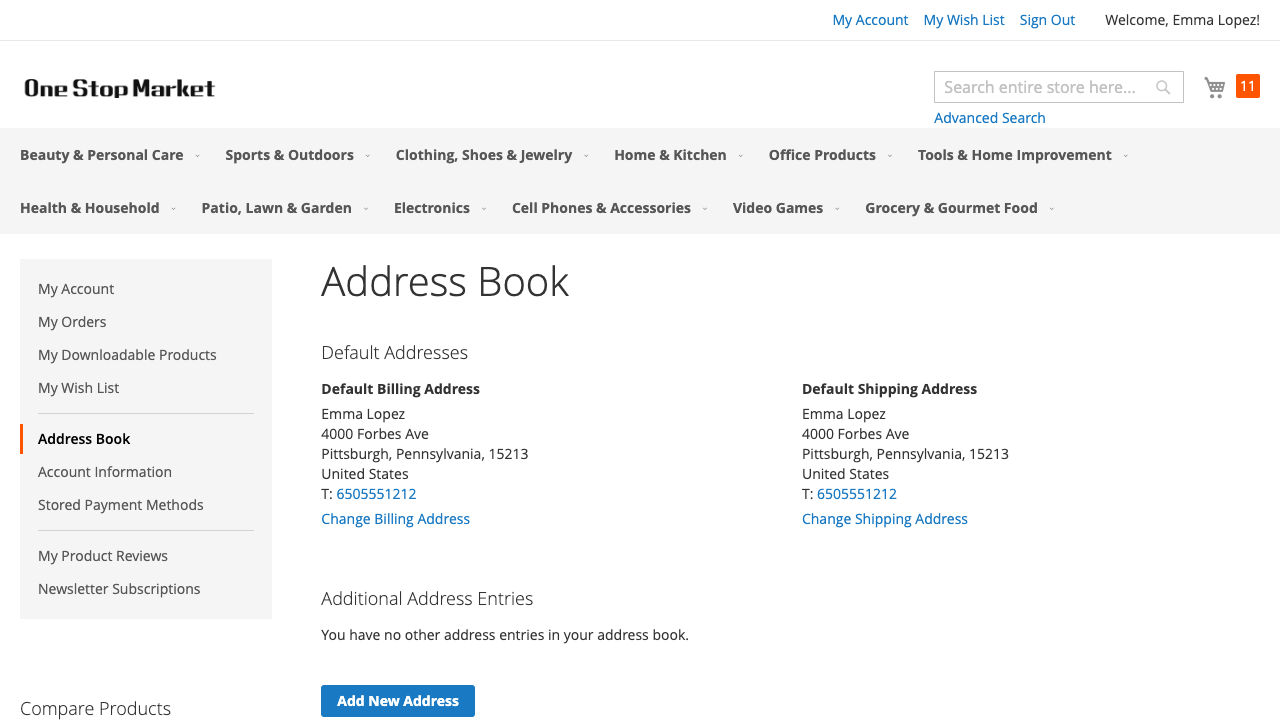 My Account My Wish List Sign Out Welcome, Emma Lopez!
One Stop Market
Search entire store here...
11
Advanced Search
Beauty & Personal Care Sports & Outdoors Clothing, Shoes & Jewelry Home & Kitchen Office Products Tools & Home Improvement
Health & Household Patio, Lawn & Garden Electronics Cell Phones & Accessories Video Games Grocery & Gourmet Food
My Account
My Orders
My Downloadable Products
My Wish List
Address Book
Account Information
Stored Payment Methods
My Product Reviews
Newsletter Subscriptions
Compare Products
Address Book
Default Addresses
Default Billing Address
Emma Lopez
4000 Forbes Ave
Pittsburgh, Pennsylvania, 15213
United States
T: 6505551212
Change Billing Address
Default Shipping Address
Emma Lopez
4000 Forbes Ave
Pittsburgh, Pennsylvania, 15213
United States
T: 6505551212
Change Shipping Address
Additional Address Entries
You have no other address entries in your address book.
Add New Address